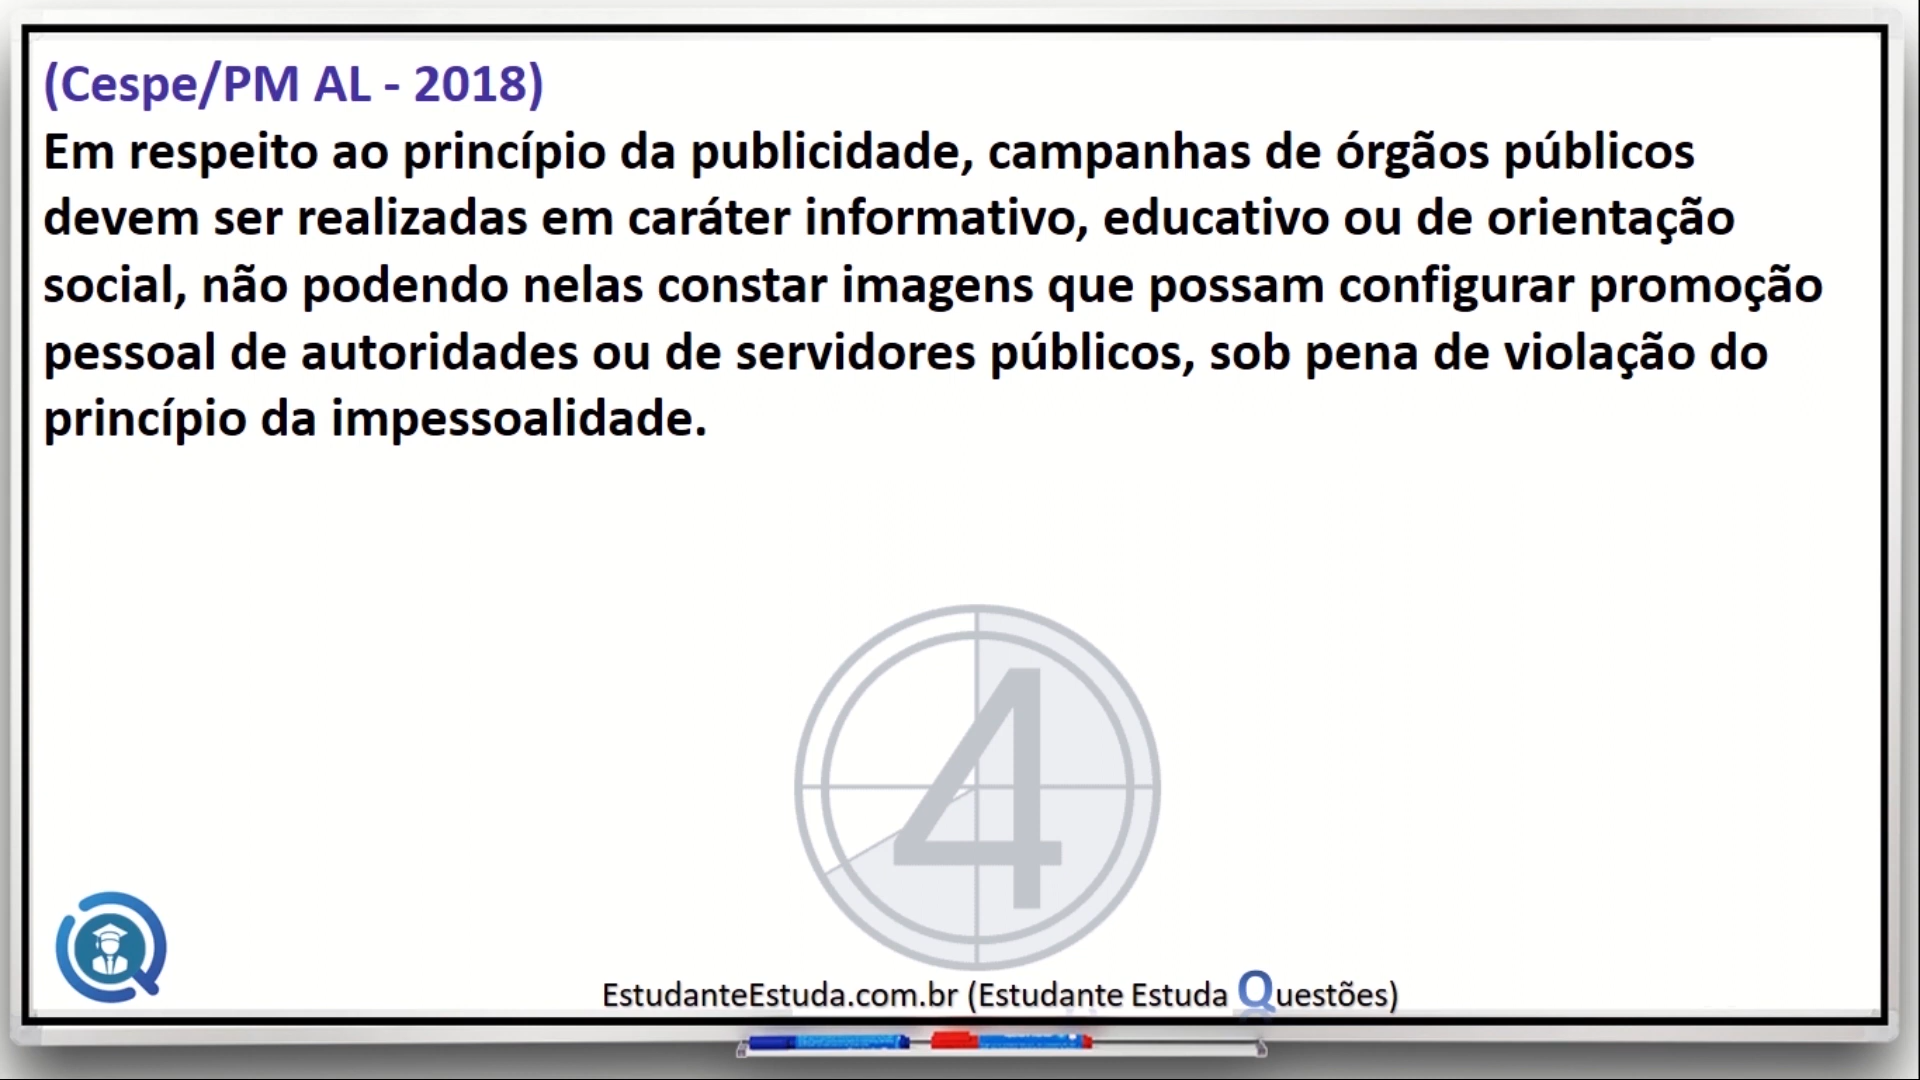 (Cespe/PM AL - 2018)
Em respeito ao princípio da publicidade, campanhas de órgãos públicos
devem ser realizadas em caráter informativo, educativo ou de orientação
social, não podendo nelas constar imagens que possam configurar promoção
pessoal de autoridades ou de servidores públicos, sob pena de violação do
princípio da impessoalidade.
4
EstudanteEstuda.com.br (Estudante Estuda Questões)